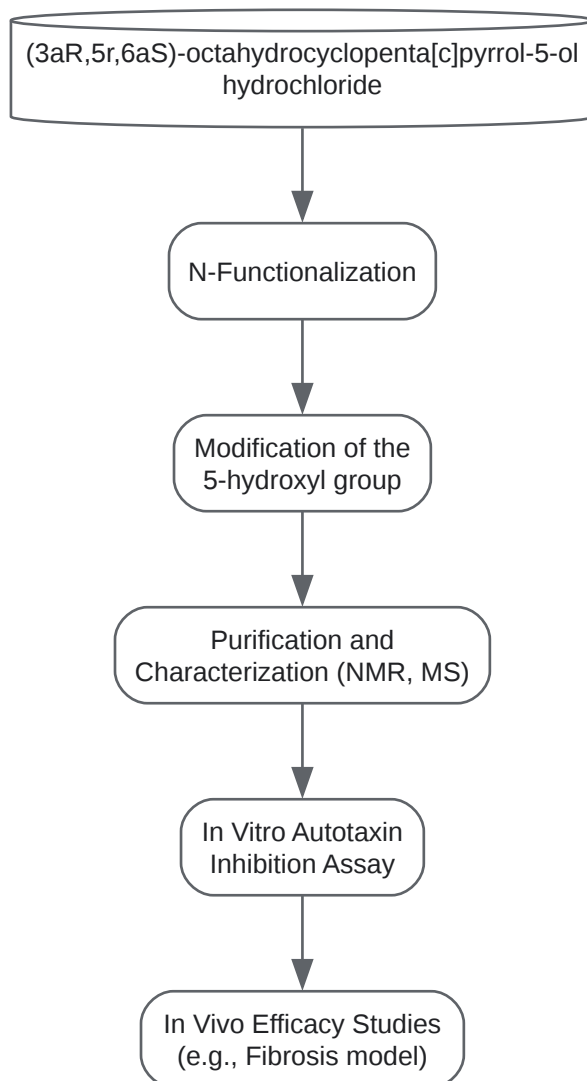 (3aR,5r,6aS)-octahydrocyclopenta[c]pyrrol-5-ol
hydrochloride
N-Functionalization
Modification of the
5-hydroxyl group
Purification and
Characterization (NMR, MS)
In Vitro Autotaxin
Inhibition Assay
In Vivo Efficacy Studies
(e.g., Fibrosis model)